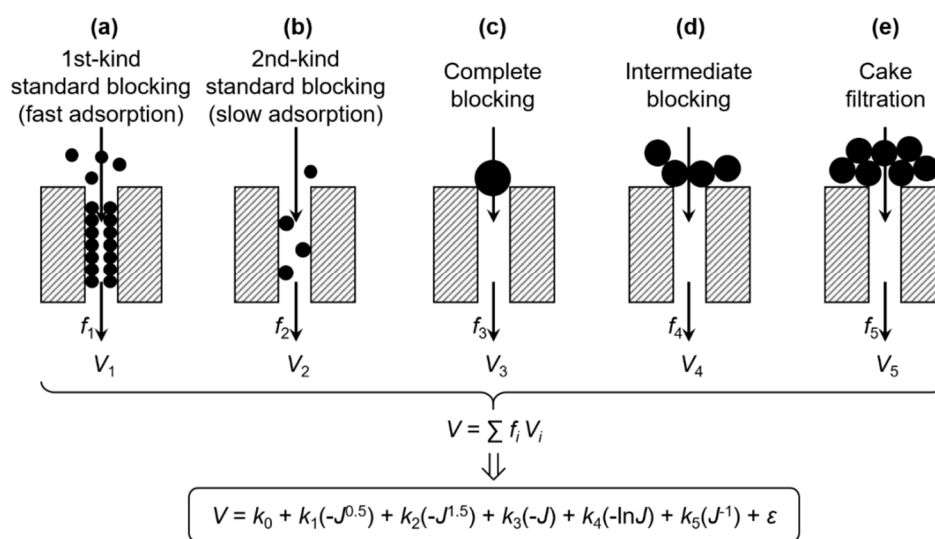 (a)
1st-kind
standard blocking
(fast adsorption)
(b)
2nd-kind
standard blocking
(slow adsorption)
(c)
Complete
blocking
(d)
Intermediate
blocking
(e)
Cake
filtration
f₁ f₂ f₃ f₄ f₅
V₁ V₂ V₃ V₄ V₅
V = ∑ fᵢ Vᵢ
⇓
V = k₀ + k₁(-J⁰·⁵) + k₂(-J¹·⁵) + k₃(-J) + k₄(-lnJ) + k₅(J⁻¹) + ε